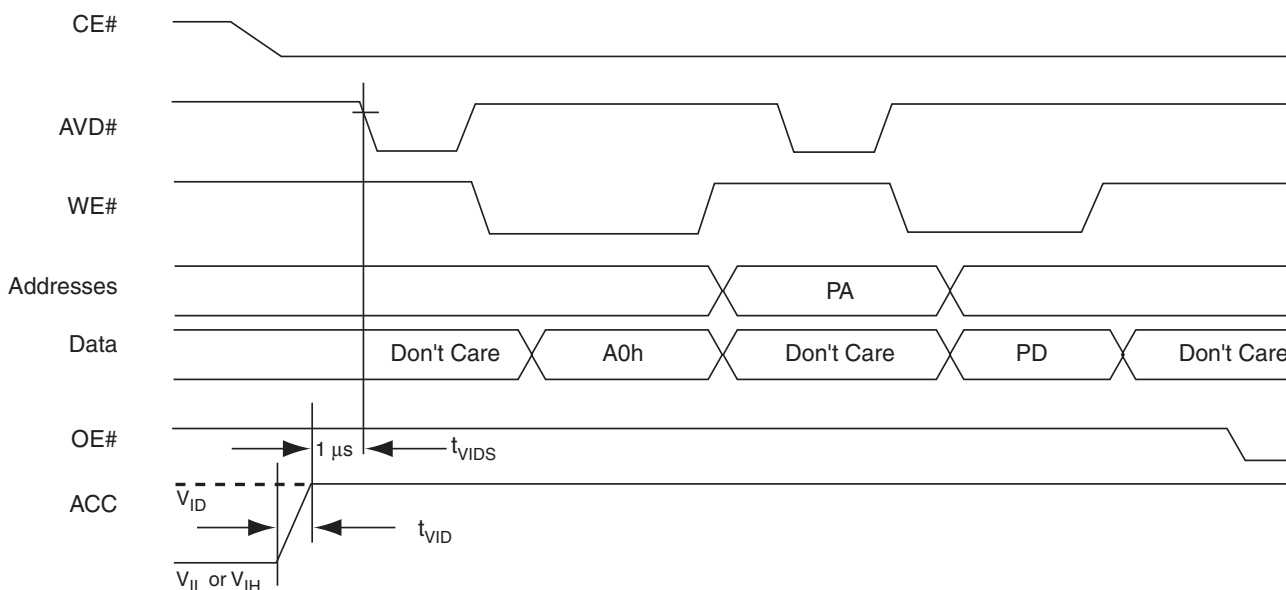 CE#
AVD#
WE#
Addresses
PA
Data
Don't Care
A0h
Don't Care
PD
Don't Care
OE#
1 µs
tVIDS
ACC
VID
tVID
VIL or VIH